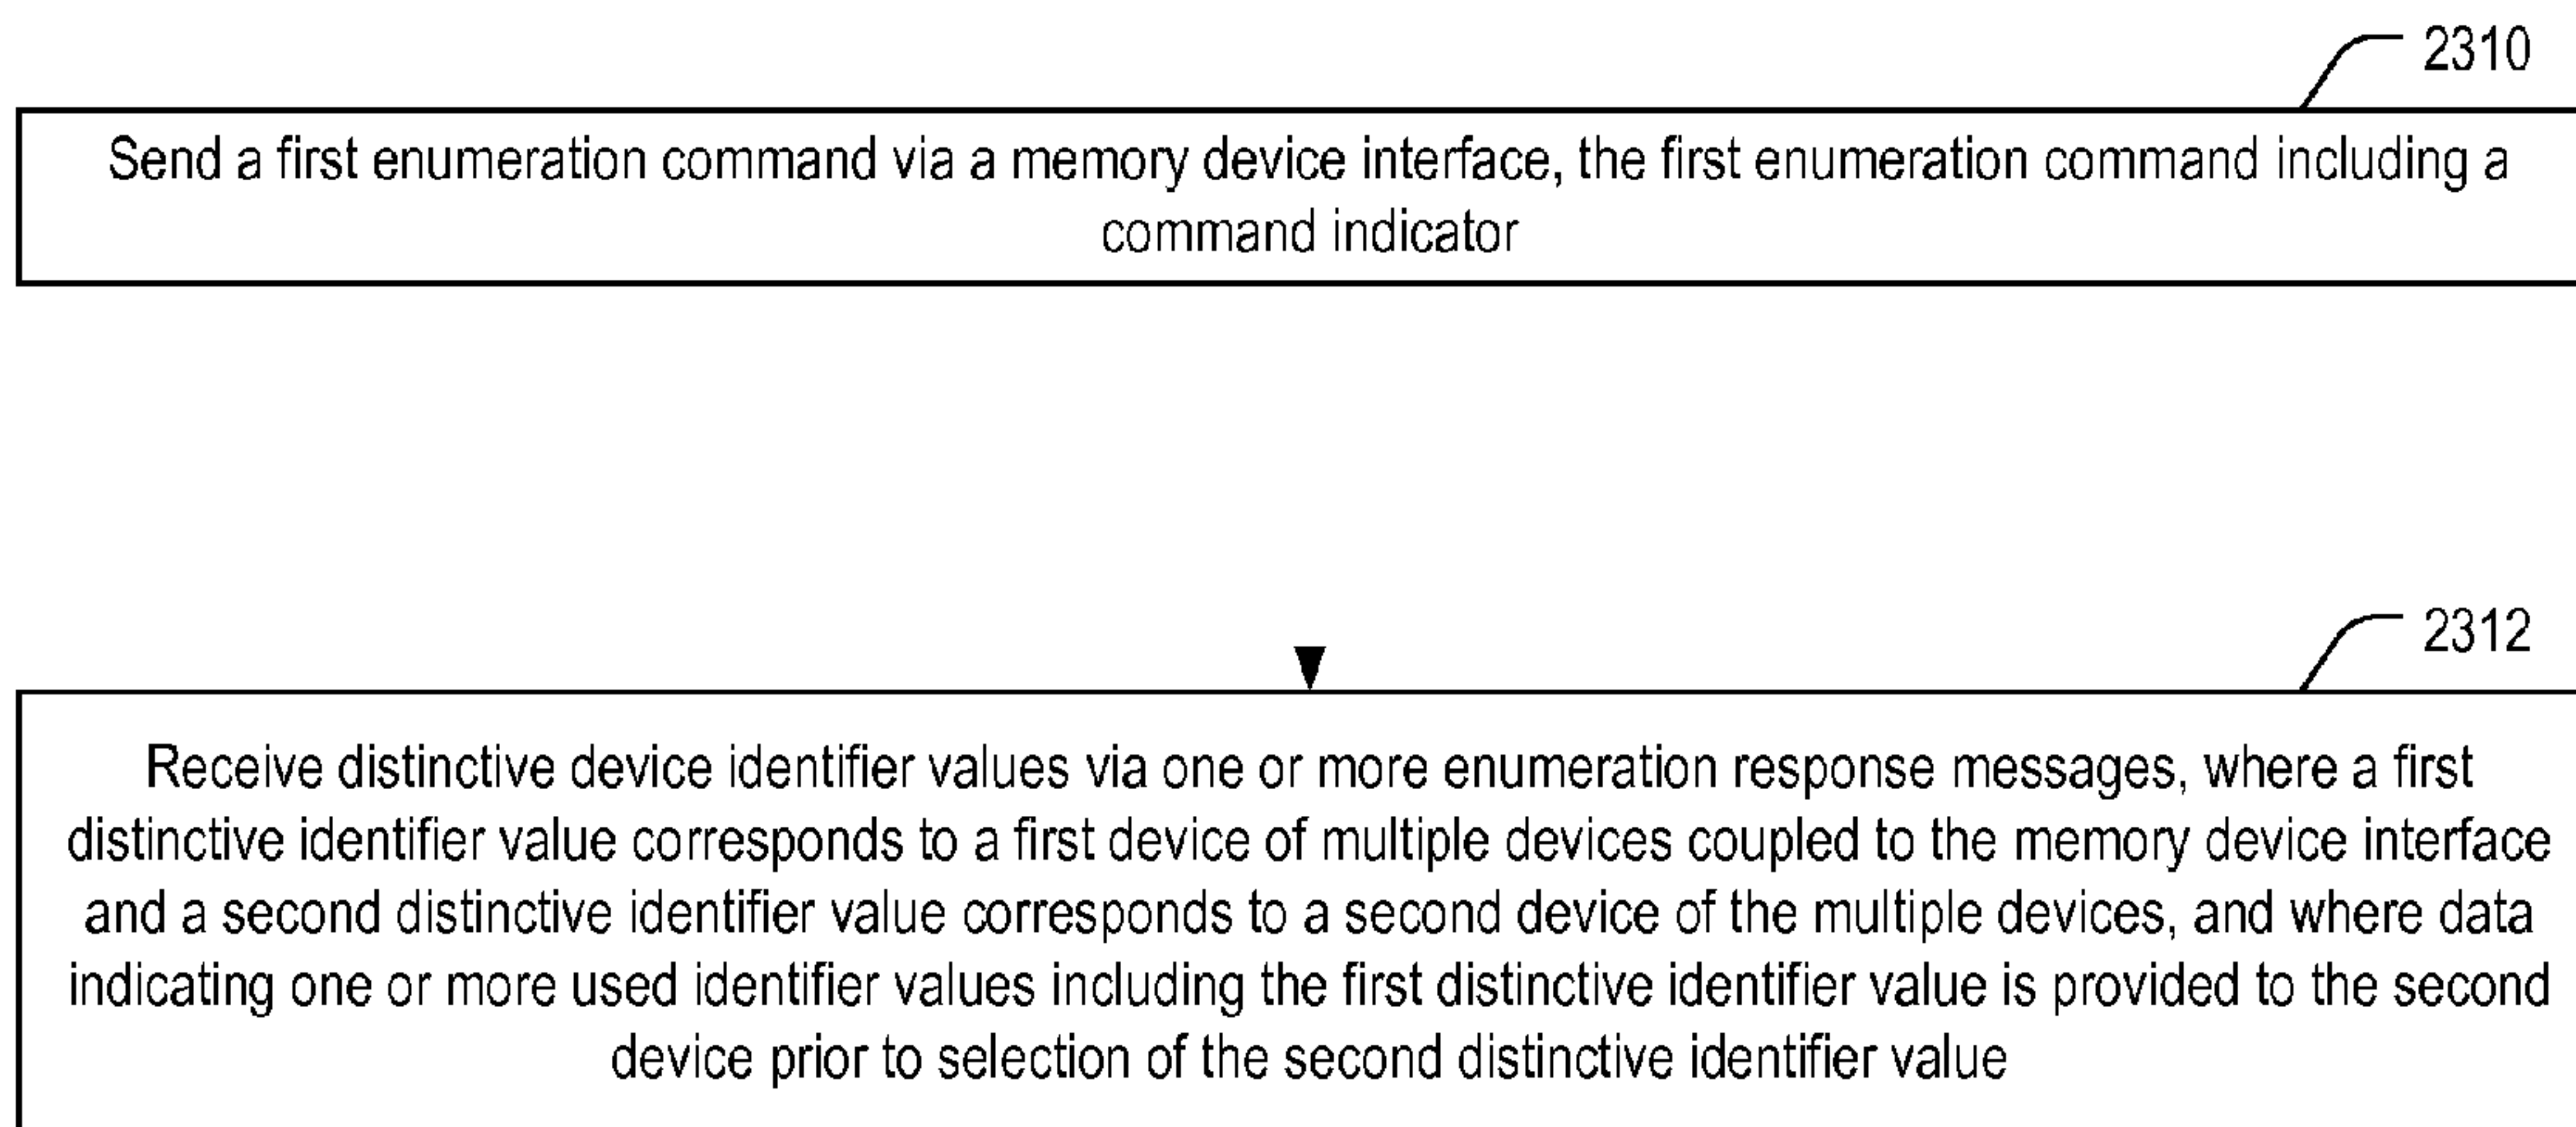 2310
Send a first enumeration command via a memory device interface, the first enumeration command including a
command indicator
2312
Receive distinctive device identifier values via one or more enumeration response messages, where a first
distinctive identifier value corresponds to a first device of multiple devices coupled to the memory device interface
and a second distinctive identifier value corresponds to a second device of the multiple devices, and where data
indicating one or more used identifier values including the first distinctive identifier value is provided to the second
device prior to selection of the second distinctive identifier value